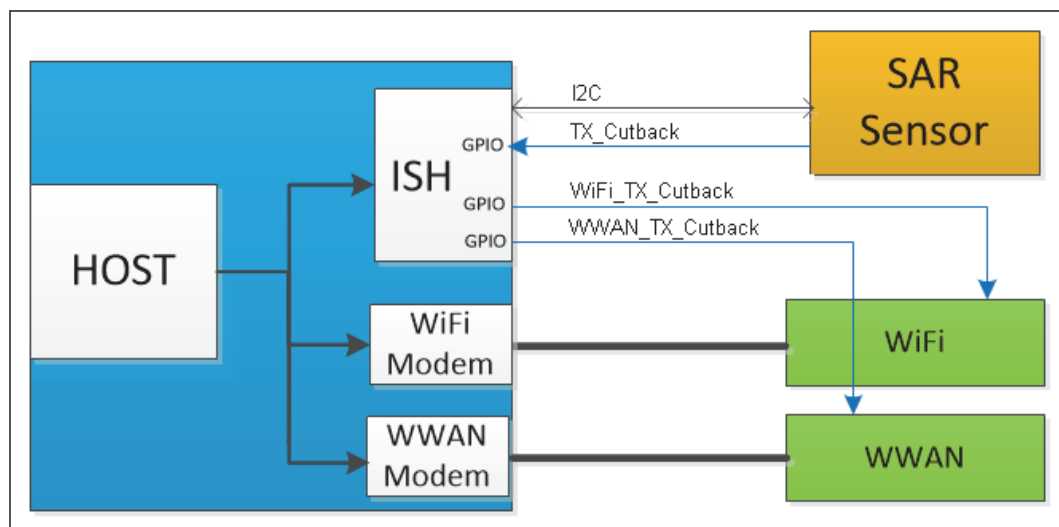 I2C
SAR
Sensor
TX_Cutback
GPIO
ISH
WiFi_TX_Cutback
GPIO
WWAN_TX_Cutback
GPIO
HOST
WiFi
Modem
WiFi
WWAN
Modem
WWAN